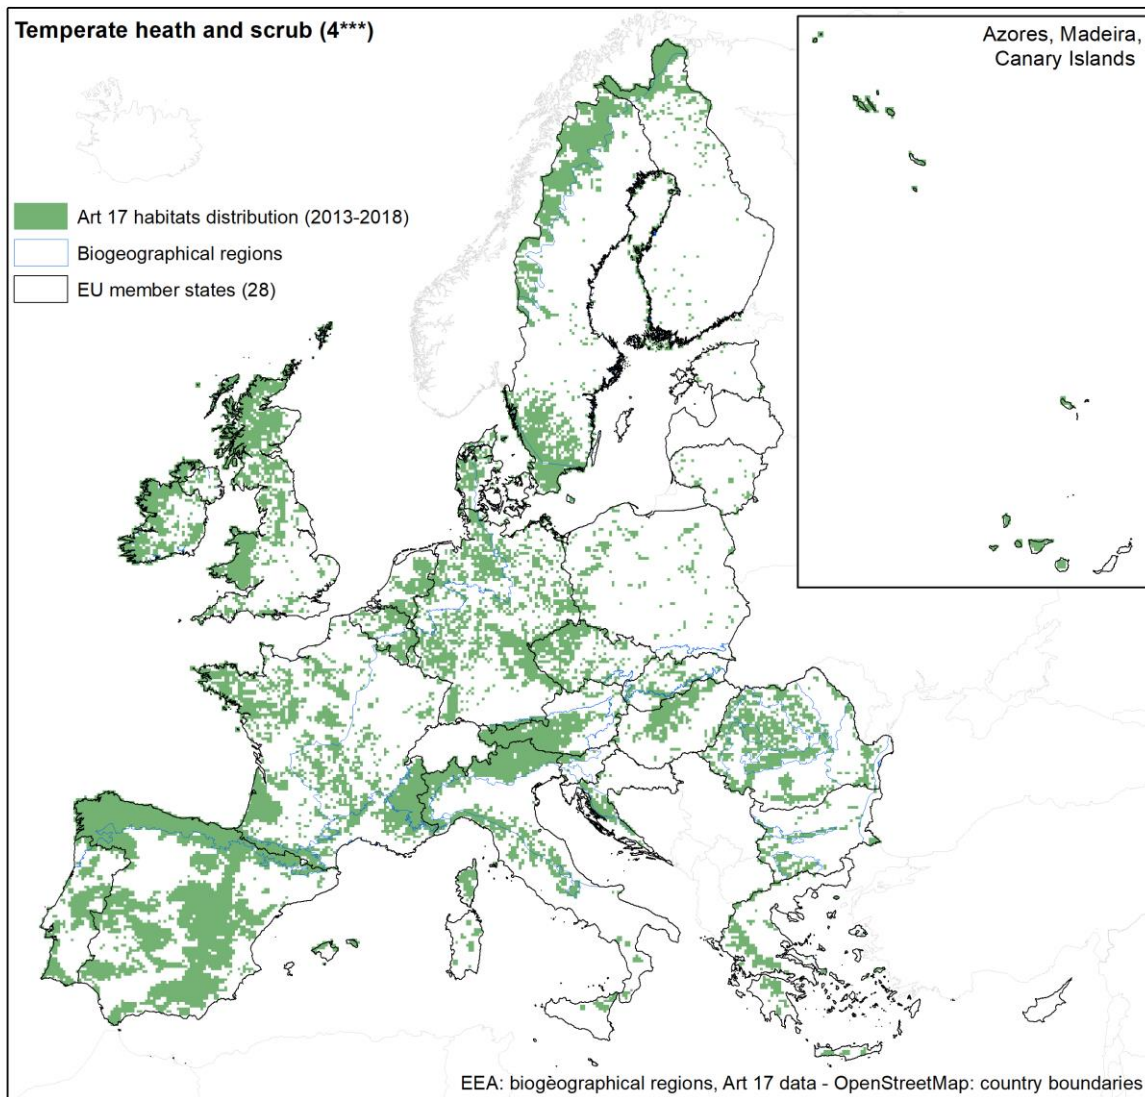 Temperate heath and scrub (4***)
Azores, Madeira,
Canary Islands
Art 17 habitats distribution (2013-2018)
Biogeographical regions
EU member states (28)
EEA: biogeographical regions, Art 17 data - OpenStreetMap: country boundaries